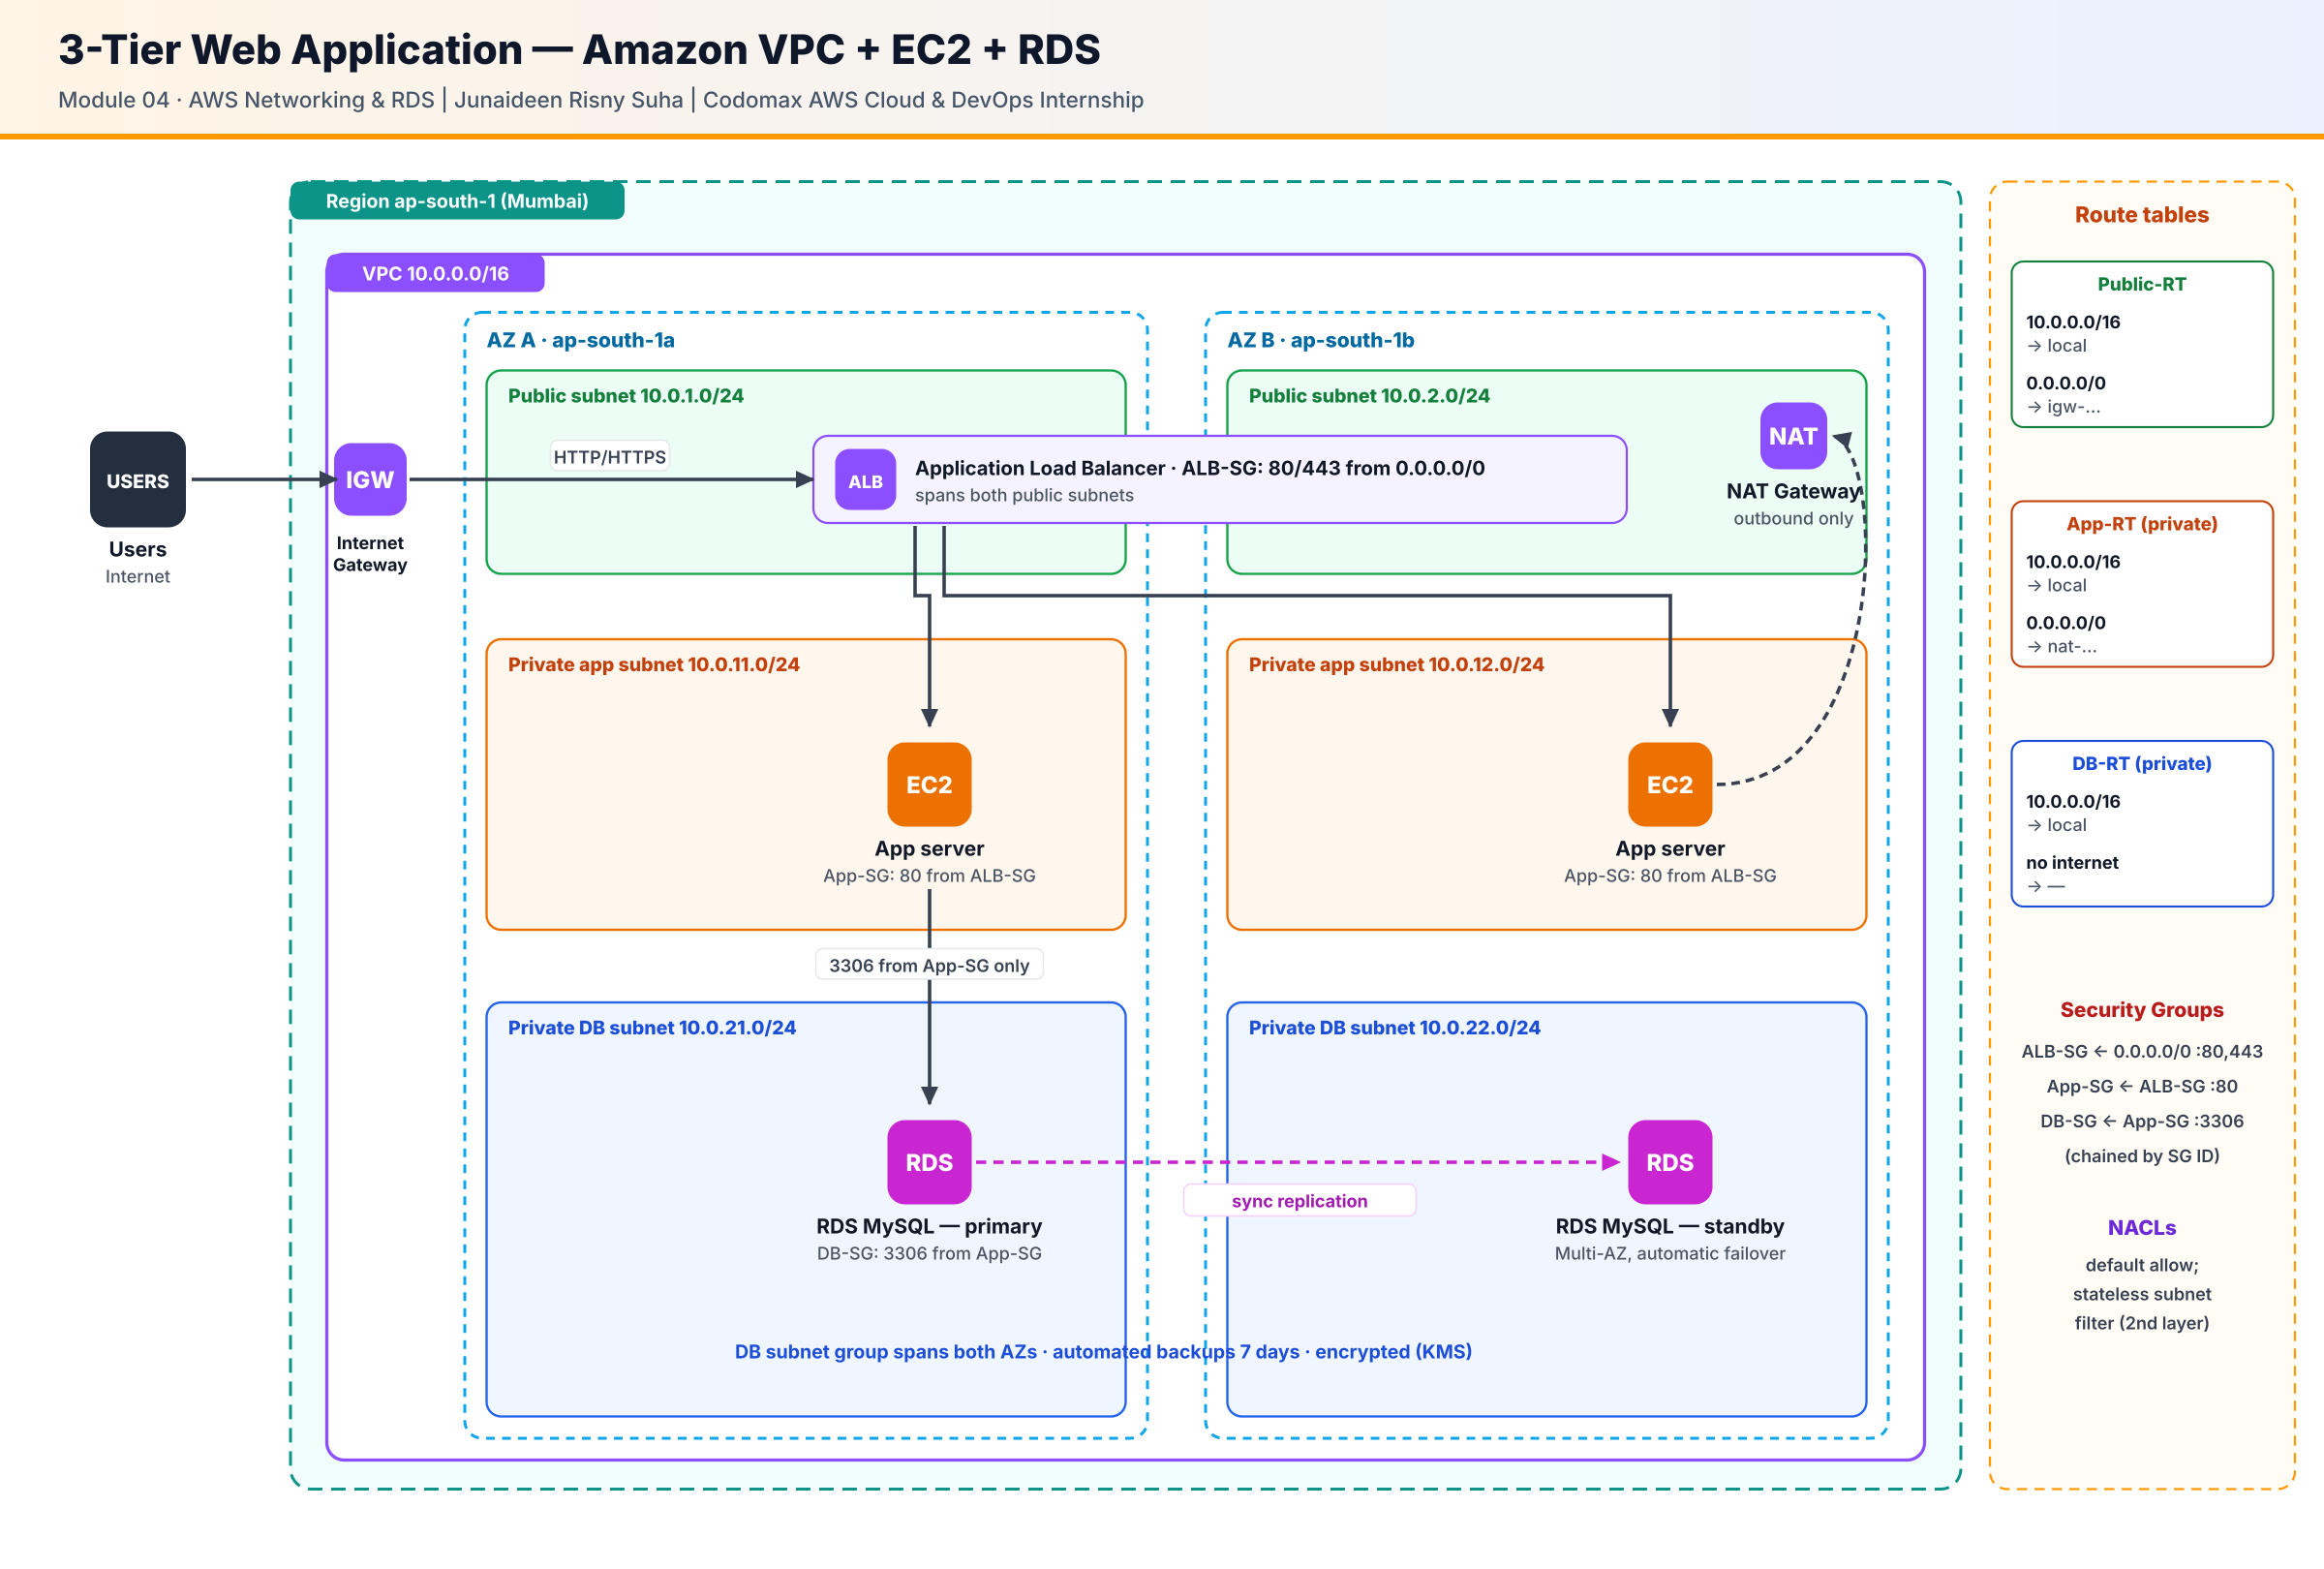 3-Tier Web Application — Amazon VPC + EC2 + RDS
Module 04 · AWS Networking & RDS | Junaideen Risny Suha | Codomax AWS Cloud & DevOps Internship
Region ap-south-1 (Mumbai)
VPC 10.0.0.0/16
AZ A · ap-south-1a
AZ B · ap-south-1b
Public subnet 10.0.1.0/24
Public subnet 10.0.2.0/24
USERS
Users
Internet
IGW
Internet
Gateway
HTTP/HTTPS
ALB
Application Load Balancer · ALB-SG: 80/443 from 0.0.0.0/0
spans both public subnets
NAT
NAT Gateway
outbound only
Private app subnet 10.0.11.0/24
Private app subnet 10.0.12.0/24
EC2
App server
App-SG: 80 from ALB-SG
EC2
App server
App-SG: 80 from ALB-SG
3306 from App-SG only
Private DB subnet 10.0.21.0/24
Private DB subnet 10.0.22.0/24
RDS
RDS MySQL — primary
DB-SG: 3306 from App-SG
sync replication
RDS
RDS MySQL — standby
Multi-AZ, automatic failover
DB subnet group spans both AZs · automated backups 7 days · encrypted (KMS)
Route tables
Public-RT
10.0.0.0/16
→ local
0.0.0.0/0
→ igw-...
App-RT (private)
10.0.0.0/16
→ local
0.0.0.0/0
→ nat-...
DB-RT (private)
10.0.0.0/16
→ local
no internet
→ —
Security Groups
ALB-SG ← 0.0.0.0/0 :80,443
App-SG ← ALB-SG :80
DB-SG ← App-SG :3306
(chained by SG ID)
NACLs
default allow;
stateless subnet
filter (2nd layer)